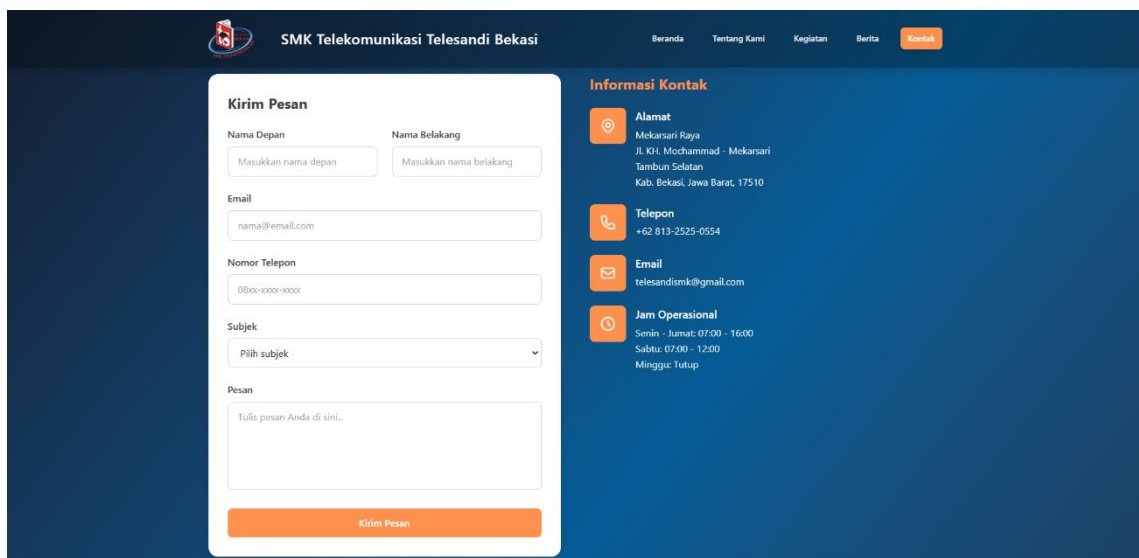 SMK Telekomunikasi Telesandi Bekasi
Beranda
Tentang Kami
Kegiatan
Berita
Kontak
Kirim Pesan
Nama Depan
Nama Belakang
Masukkan nama depan
Masukkan nama belakang
Email
nama@email.com
Nomor Telepon
08xx-xxxx-xxxx
Subjek
Pilih subjek
Pesan
Tulis pesan Anda di sini...
Kirim Pesan
Informasi Kontak
Alamat
Mekarsari Raya
Jl. KH. Mochammad - Mekarsari
Tambun Selatan
Kab. Bekasi, Jawa Barat, 17510
Telepon
+62 813-2525-0554
Email
telesandismk@gmail.com
Jam Operasional
Senin - Jumat: 07:00 - 16:00
Sabtu: 07:00 - 12:00
Minggu: Tutup